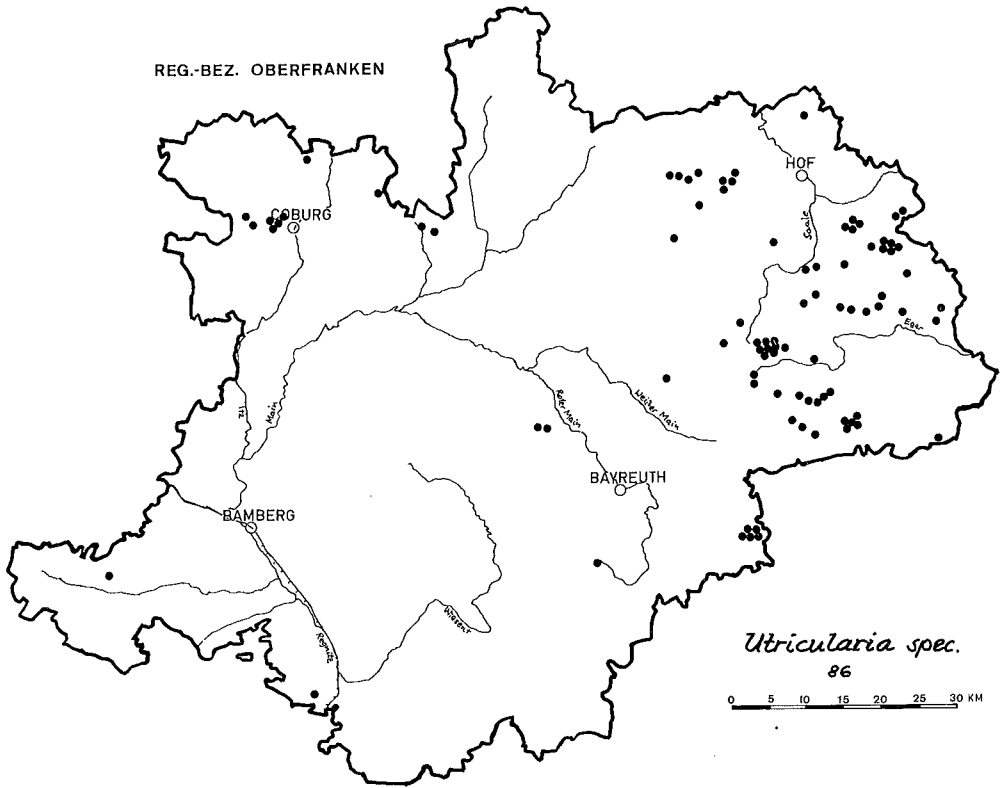 REG.-BEZ. OBERFRANKEN
HOF
COBURG
Saale
Eger
Itz
Main
Roter Main
Weißer Main
BAYREUTH
BAMBERG
Wiesent
Regnitz
Utricularia spec.
86
0 5 10 15 20 25 30 KM